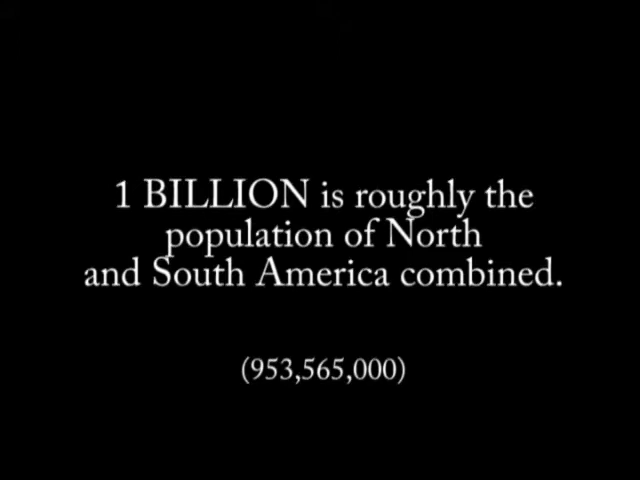 1 BILLION is roughly the
population of North
and South America combined.
(953,565,000)